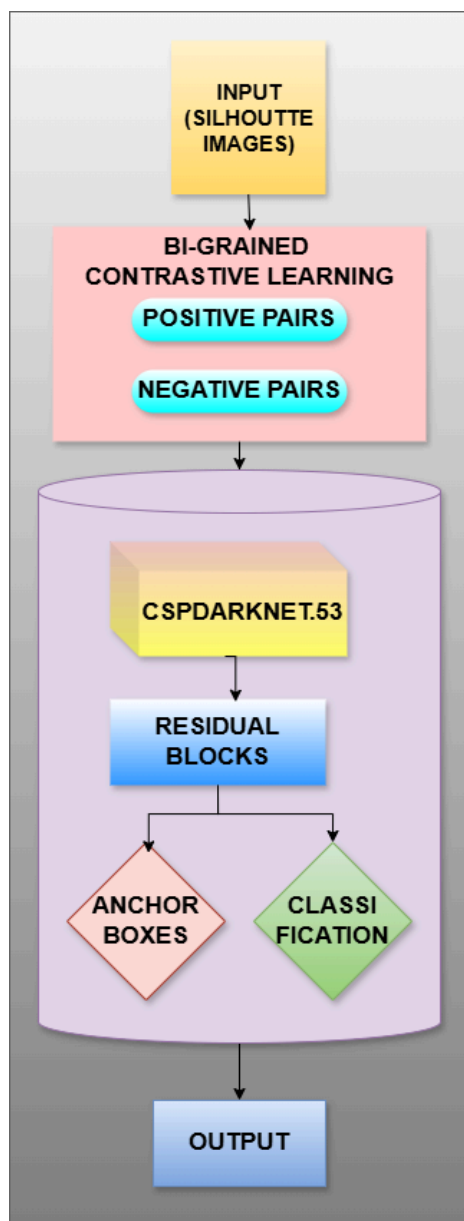 INPUT
(SILHOUTTE
IMAGES)
BI-GRAINED
CONTRASTIVE LEARNING
POSITIVE PAIRS
NEGATIVE PAIRS
CSPDARKNET.53
RESIDUAL
BLOCKS
ANCHOR
BOXES
CLASSI
FICATION
OUTPUT